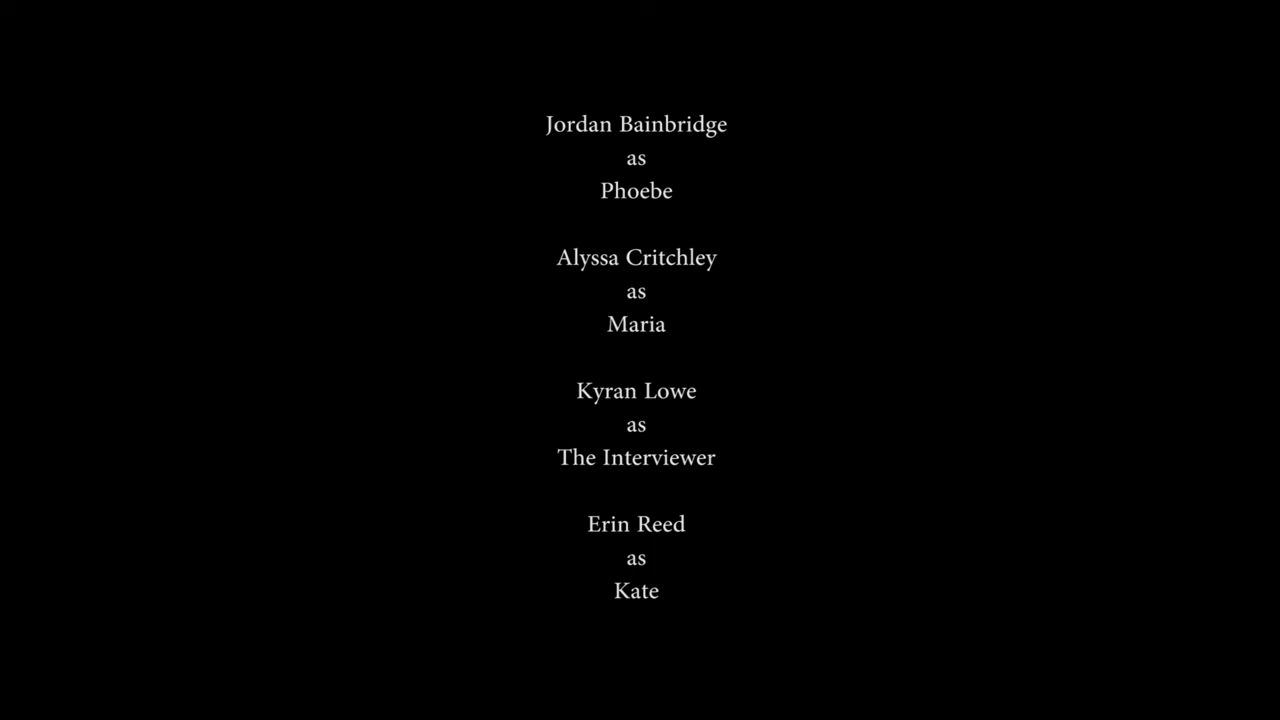 Jordan Bainbridge
as
Phoebe
Alyssa Critchley
as
Maria
Kyran Lowe
as
The Interviewer
Erin Reed
as
Kate